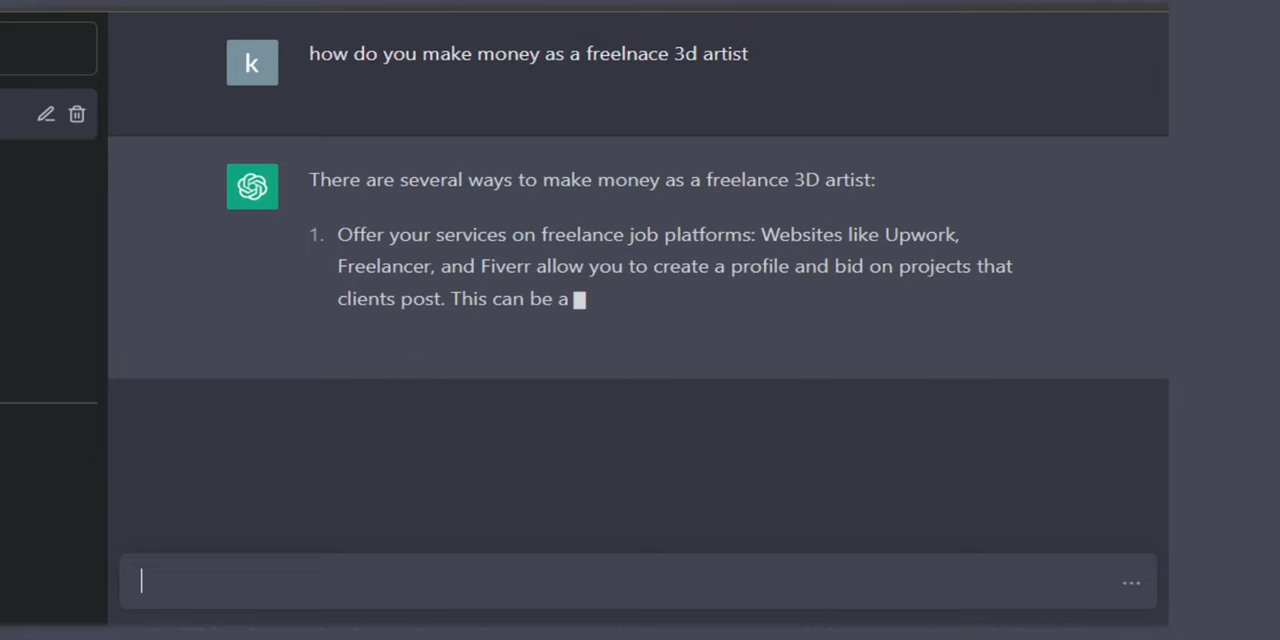 k
how do you make money as a freelnace 3d artist
There are several ways to make money as a freelance 3D artist:
1. Offer your services on freelance job platforms: Websites like Upwork,
Freelancer, and Fiverr allow you to create a profile and bid on projects that
clients post. This can be a